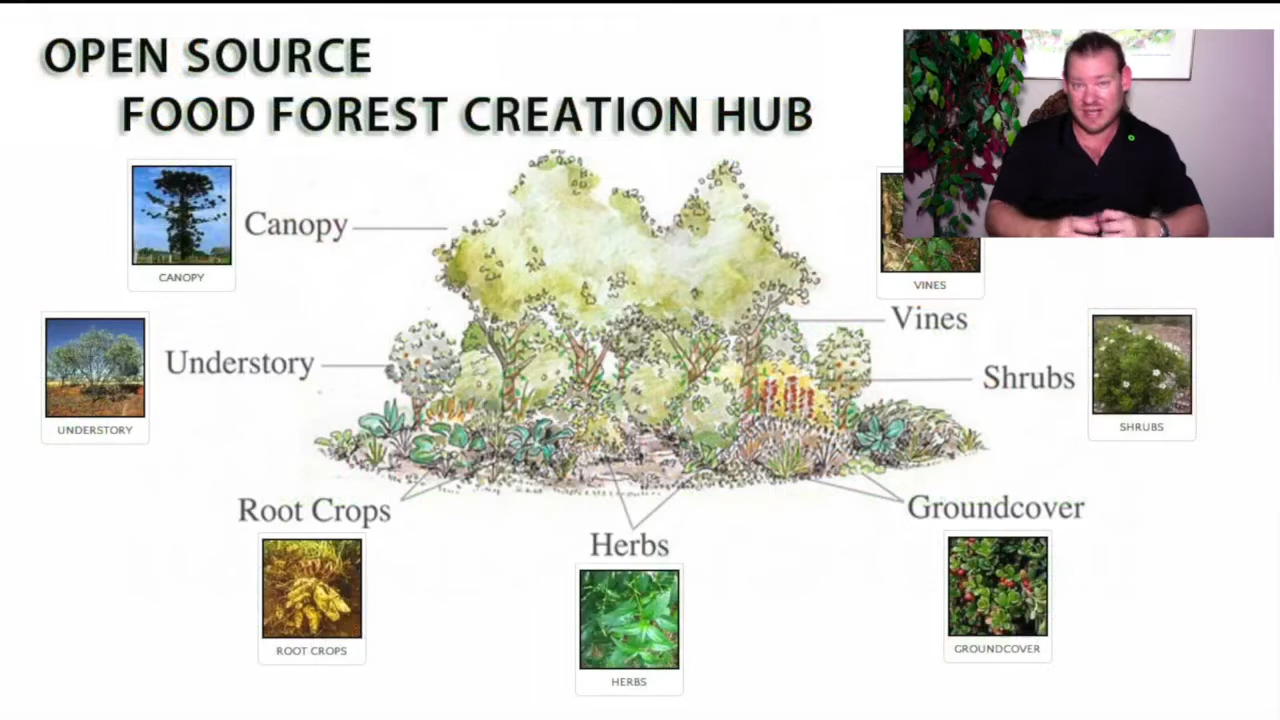 OPEN SOURCE
FOOD FOREST CREATION HUB
CANOPY
Canopy
VINES
Vines
UNDERSTORY
Understory
Shrubs
SHRUBS
Root Crops
Groundcover
Herbs
ROOT CROPS
HERBS
GROUNDCOVER